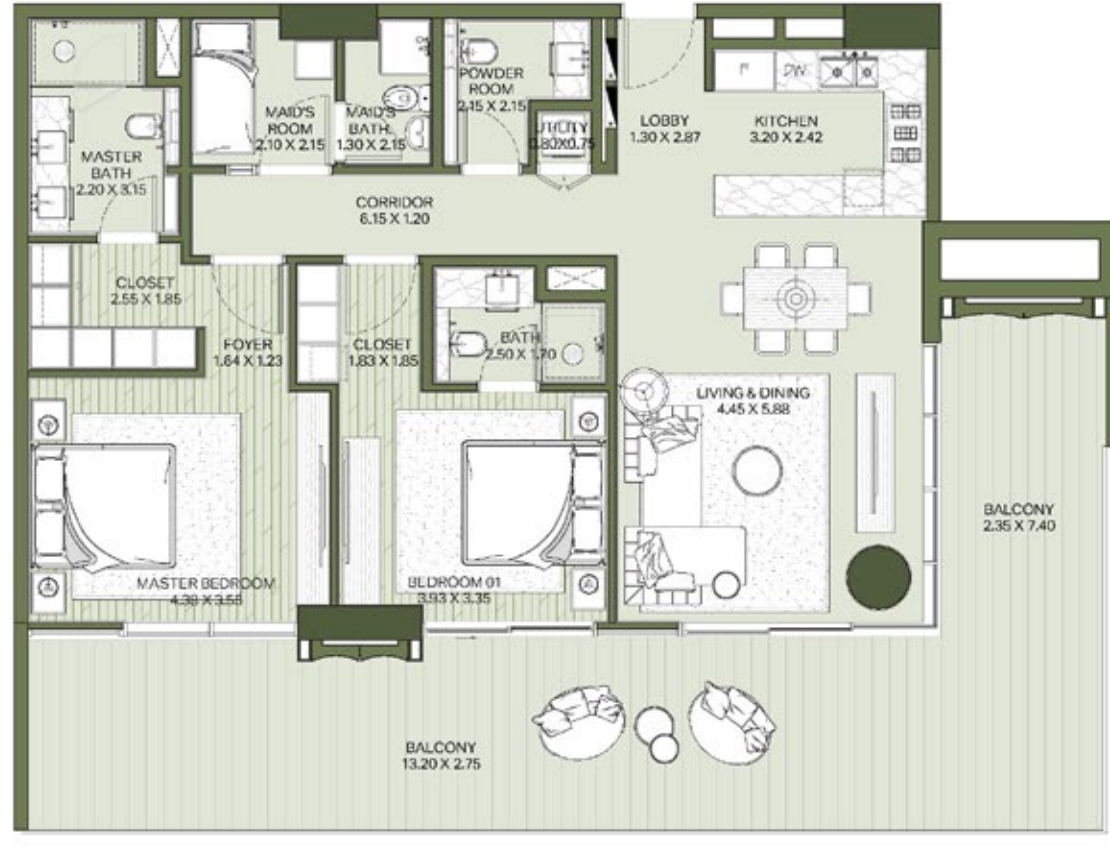 POWDER
ROOM
2.15 X 2.15
MAID'S
ROOM
2.10 X 2.15
MAID'S
BATH.
1.30 X 2.15
UTILITY
0.80X0.75
LOBBY
1.30 X 2.87
F
DW
KITCHEN
3.20 X 2.42
MASTER
BATH
2.20 X 3.15
CORRIDOR
6.15 X 1.20
CLOSET
2.55 X 1.85
FOYER
1.64 X 1.23
CLOSET
1.83 X 1.85
BATH
2.50 X 1.70
LIVING & DINING
4.45 X 5.88
BALCONY
2.35 X 7.40
MASTER BEDROOM
4.38 X 3.55
BEDROOM 01
3.93 X 3.35
BALCONY
13.20 X 2.75